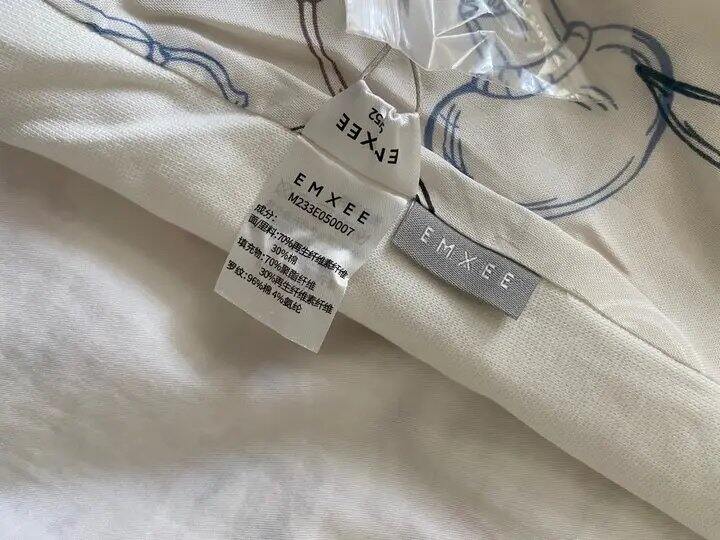 452
EMXEE
EMXEE
M233E050007
成分:
面/里料:70%再生纤维素纤维
30%棉
填充物:70%聚酯纤维
30%再生纤维素纤维
罗纹:96%棉 4%氨纶
EMXEE